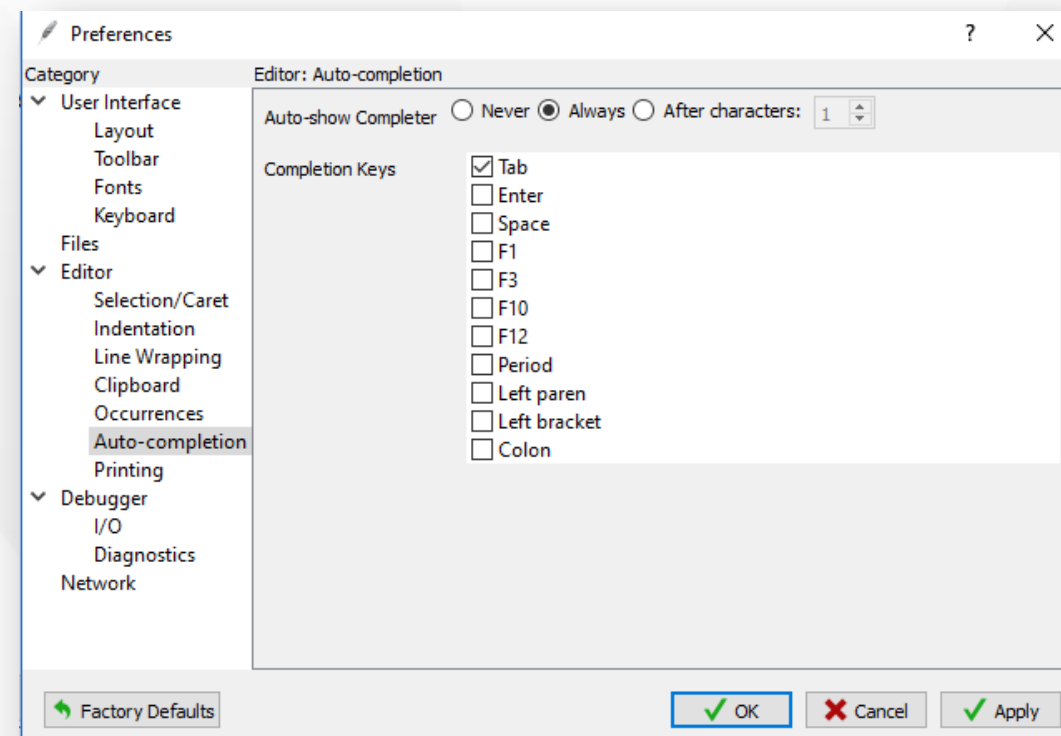 Preferences ?
Category
Editor: Auto-completion
User Interface
Layout
Toolbar
Fonts
Keyboard
Files
Editor
Selection/Caret
Indentation
Line Wrapping
Clipboard
Occurrences
Auto-completion
Printing
Debugger
I/O
Diagnostics
Network
Auto-show Completer Never Always After characters: 1
Completion Keys
Tab
Enter
Space
F1
F3
F10
F12
Period
Left paren
Left bracket
Colon
Factory Defaults OK Cancel Apply